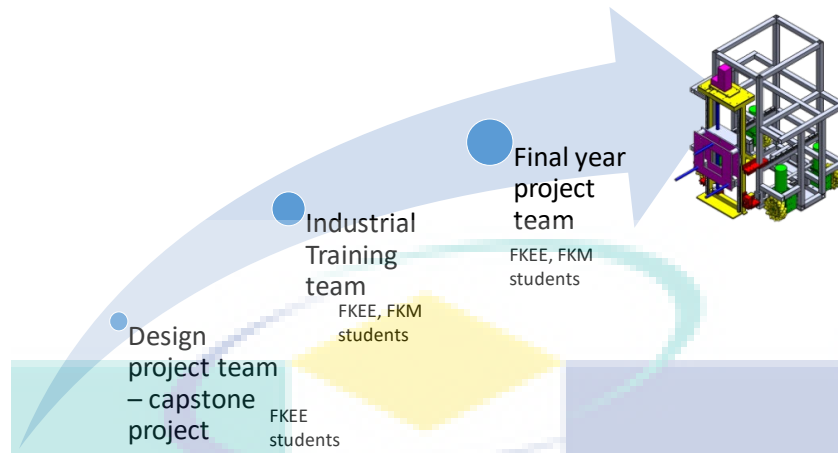 Design
project team
– capstone
project
FKEE
students
Industrial
Training
team
FKEE, FKM
students
Final year
project
team
FKEE, FKM
students